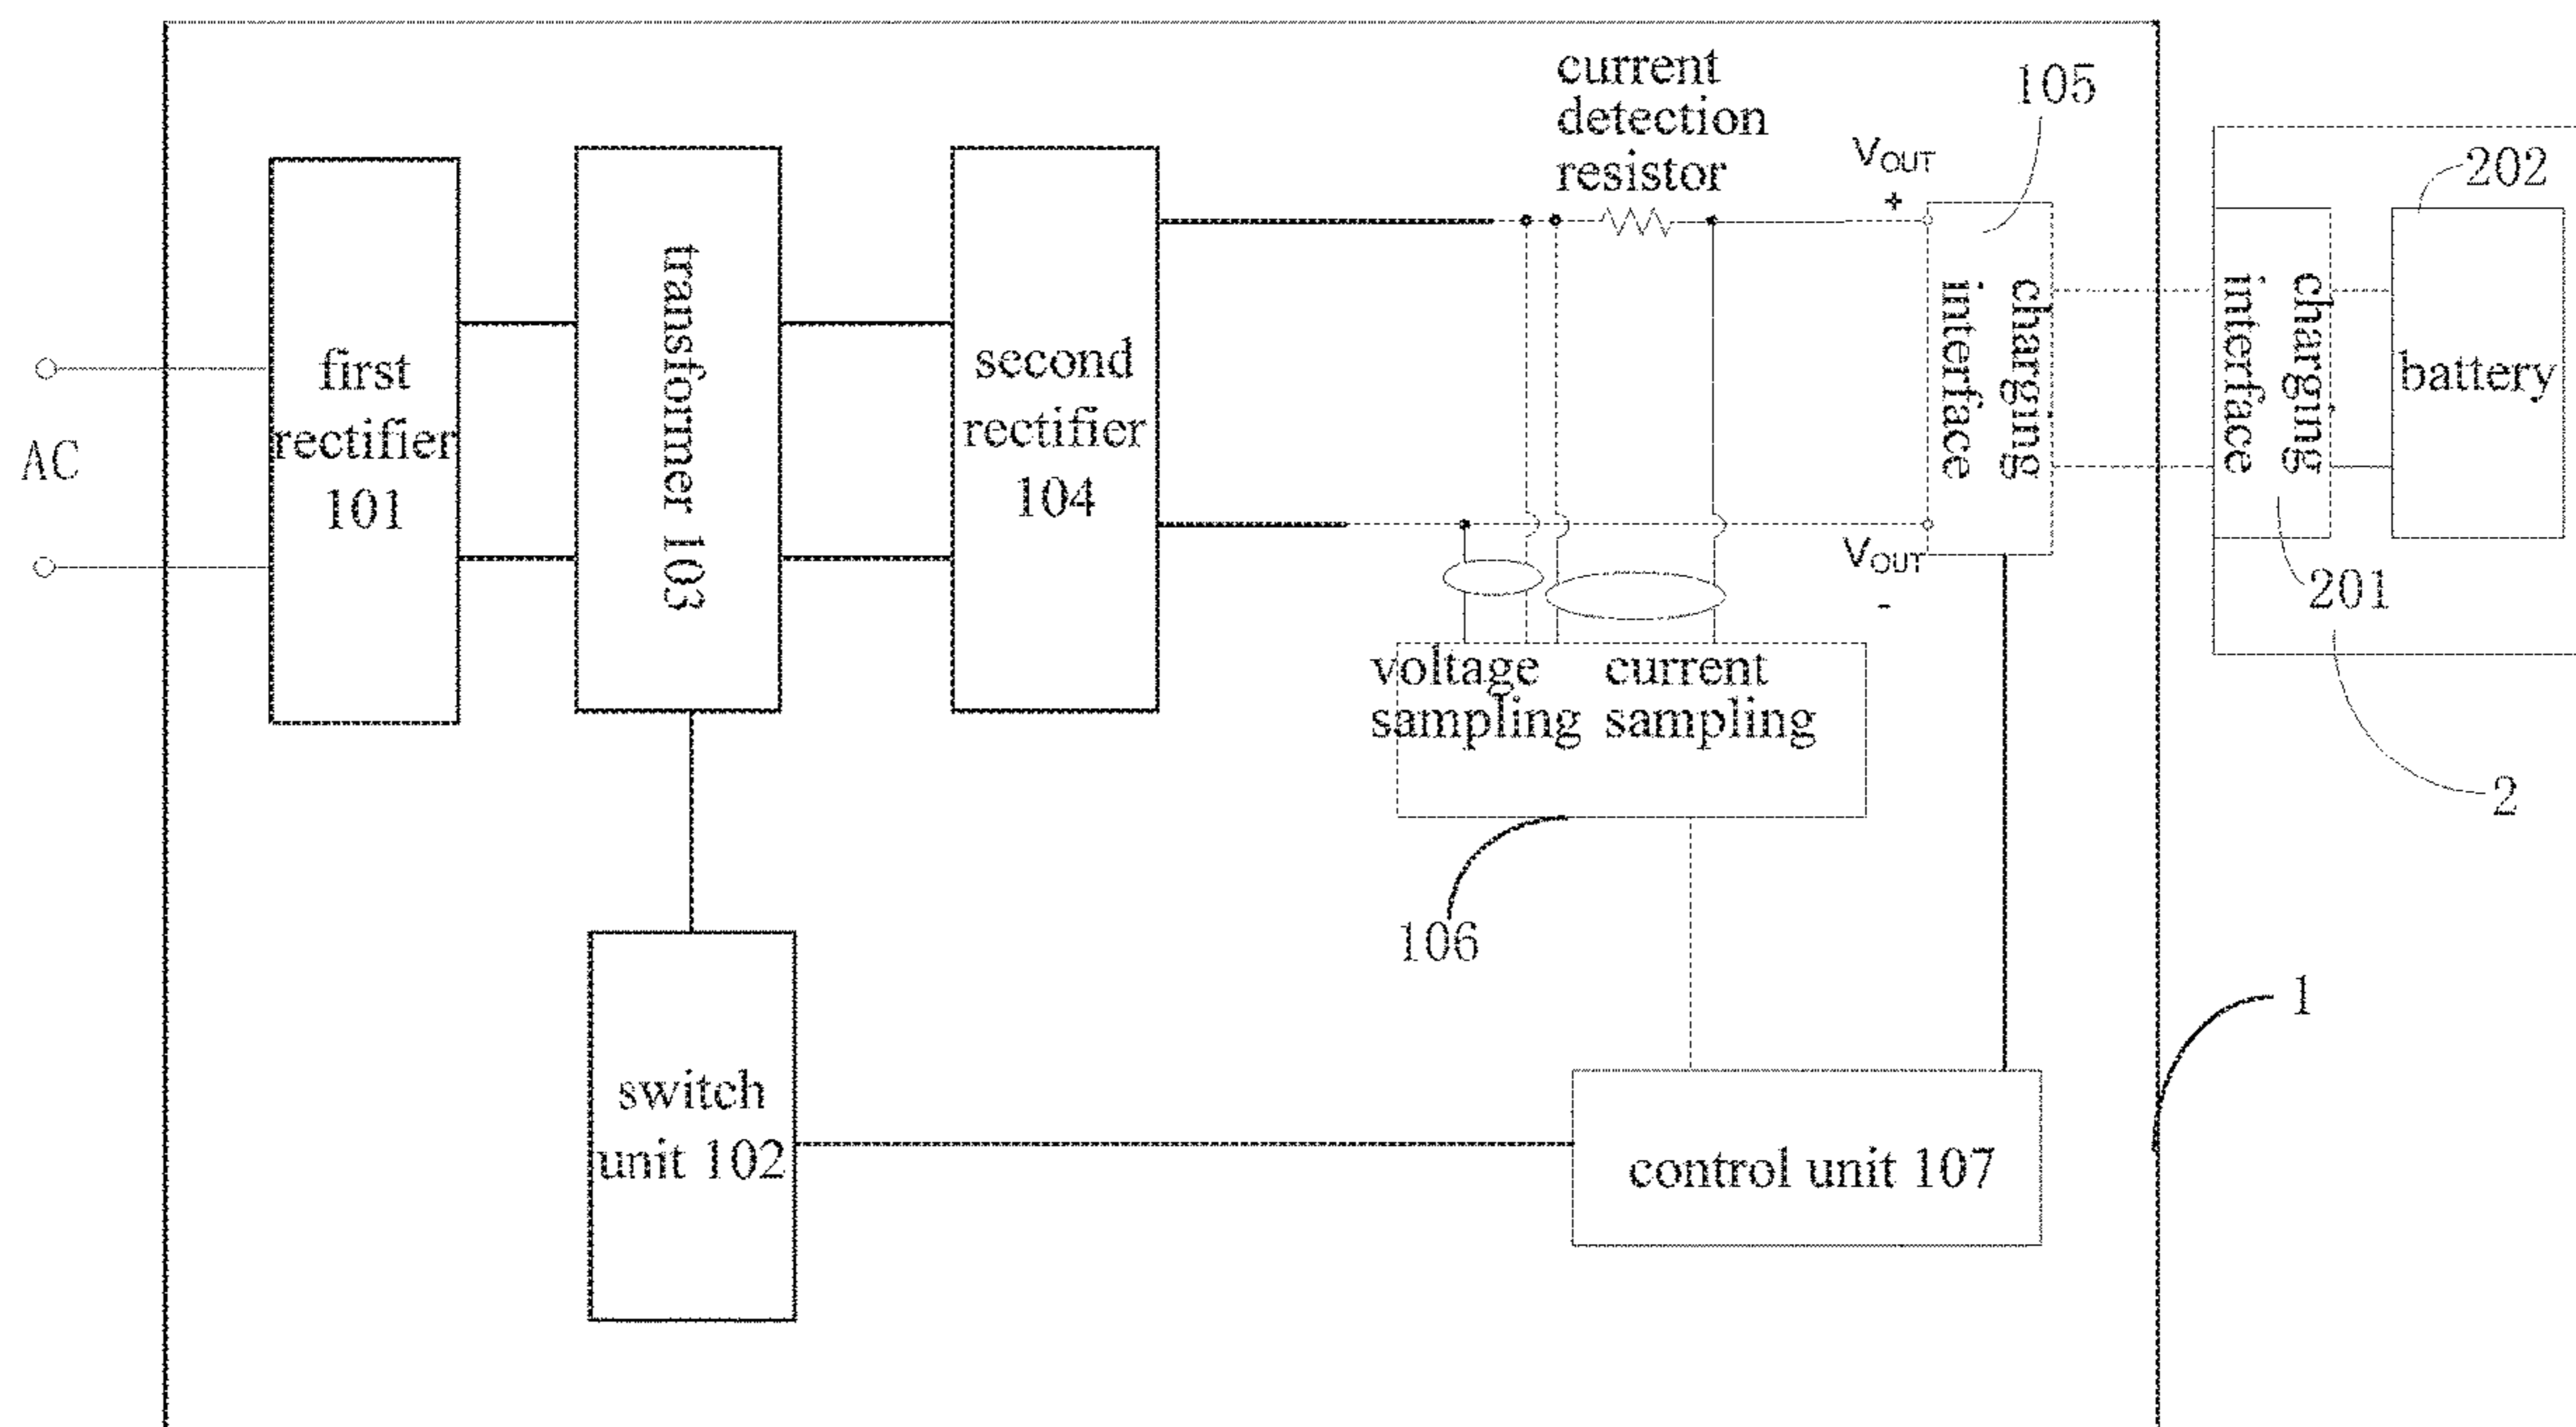 AC
first
rectifier
101
transformer 103
second
rectifier
104
current
detection
resistor
VOUT
+
105
charging
interface
VOUT
-
charging
interface
201
202
battery
2
voltage
sampling
current
sampling
106
switch
unit 102
control unit 107
1